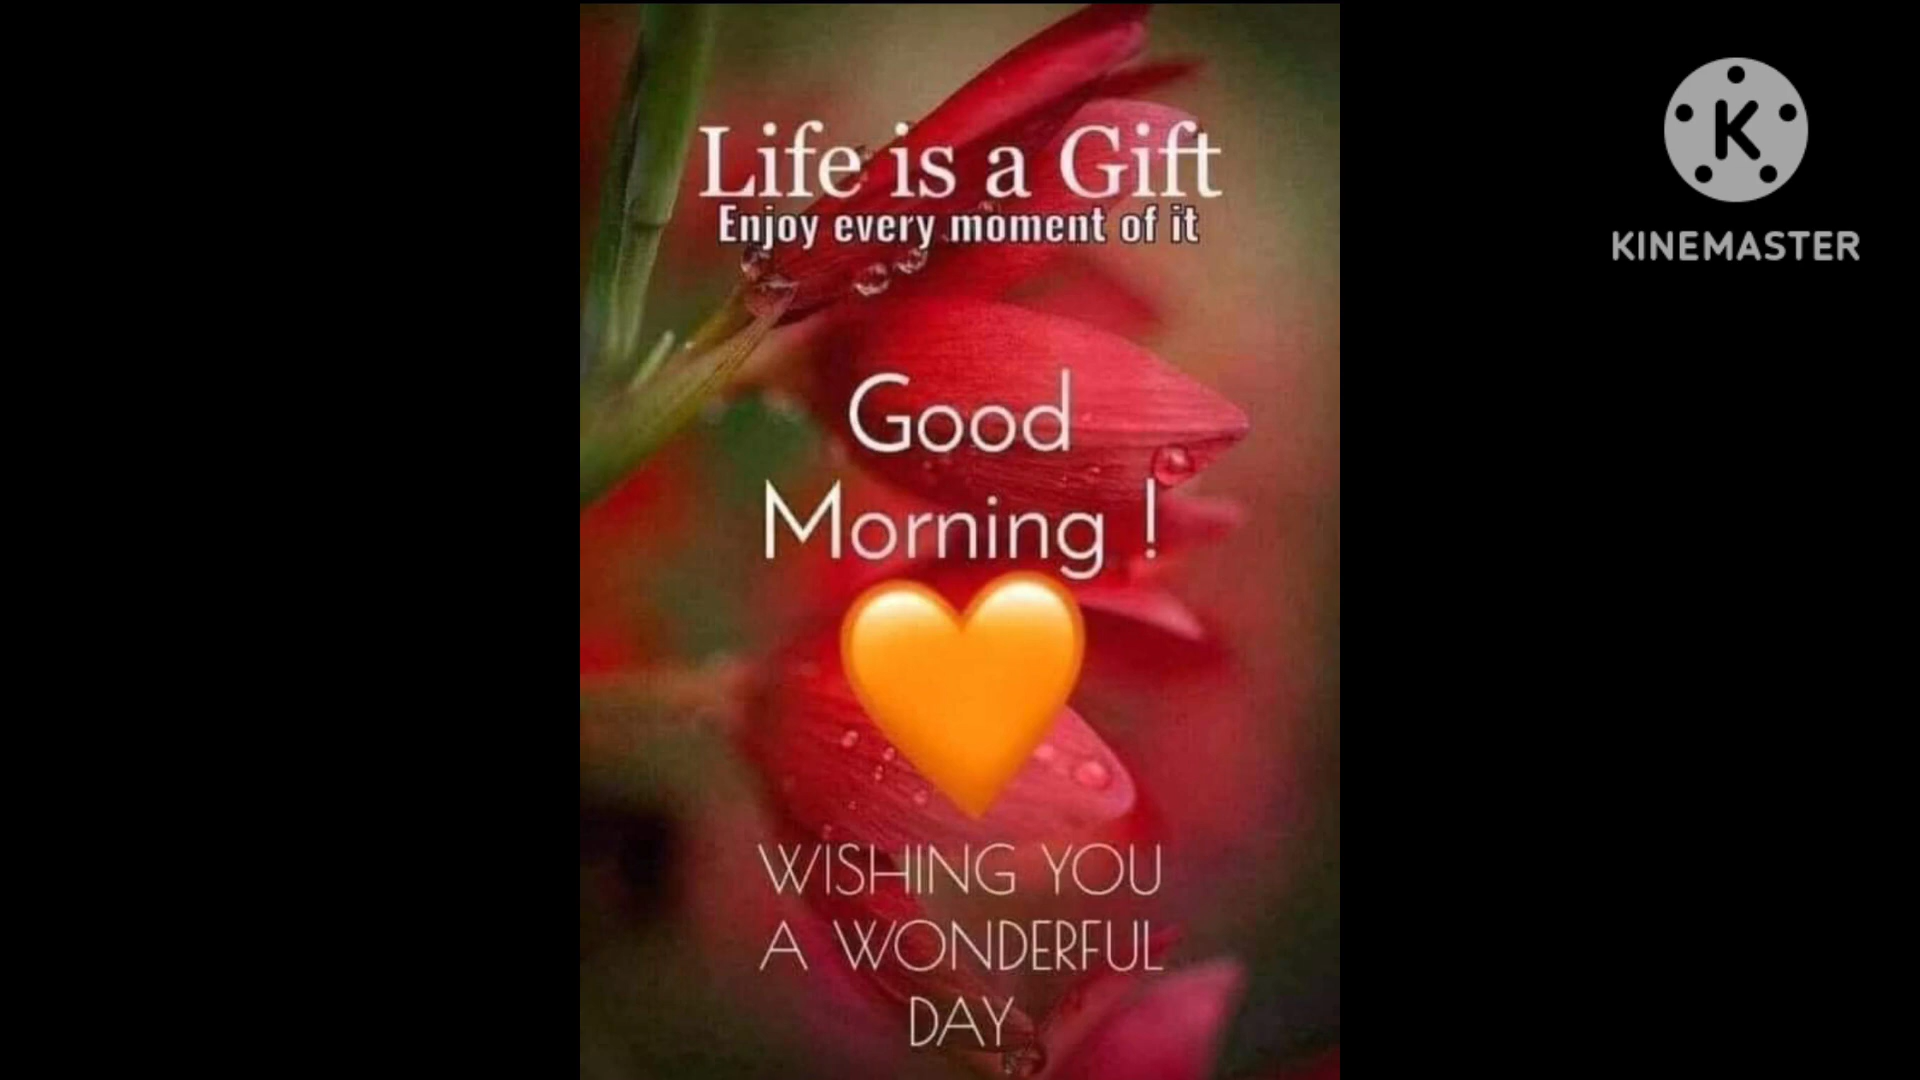 Life is a Gift
Enjoy every moment of it
Good
Morning !
WISHING YOU
A WONDERFUL
DAY
K
KINEMASTER